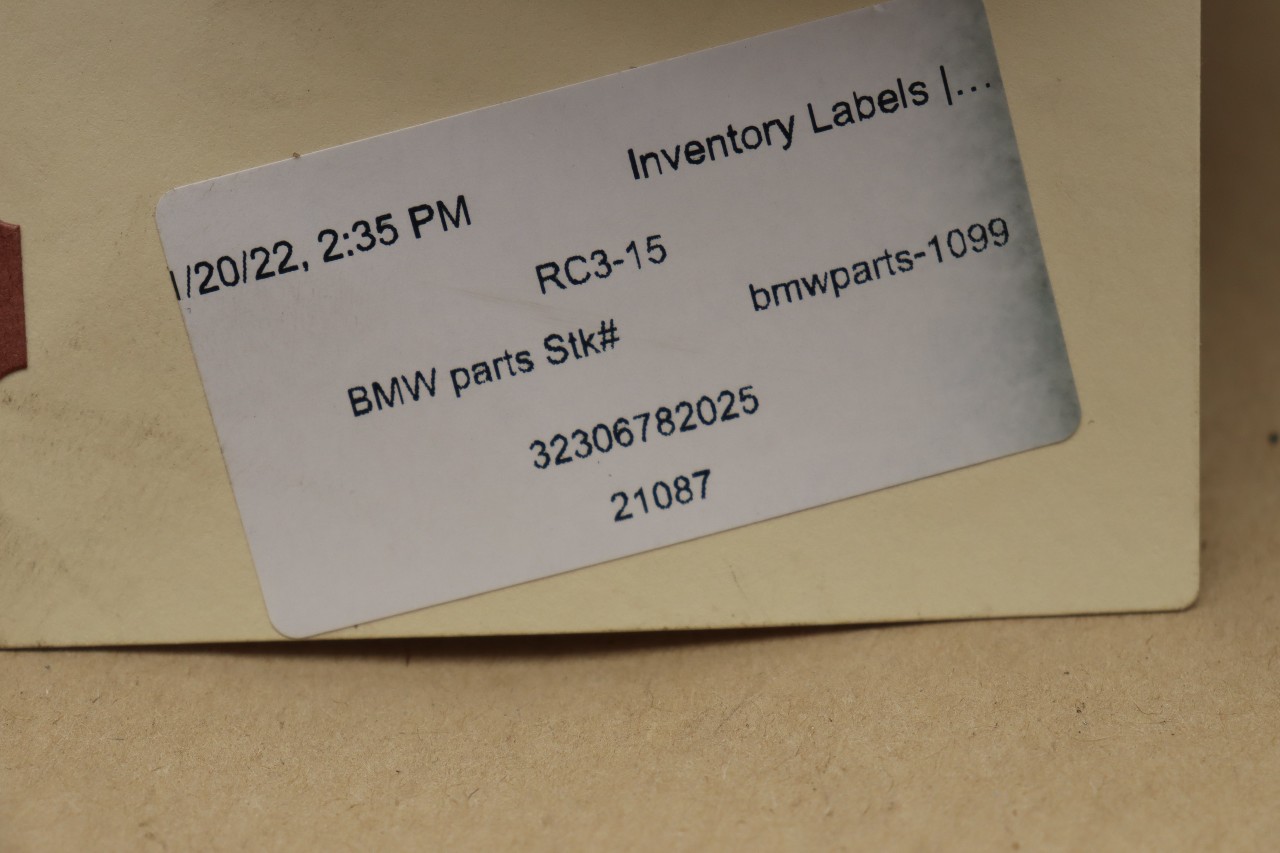 /20/22, 2:35 PM
Inventory Labels |...
RC3-15
BMW parts Stk#
bmwparts-1099
32306782025
21087